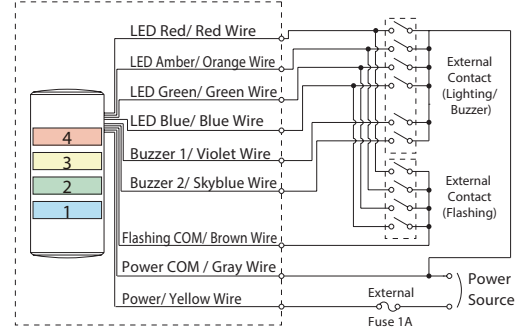 LED Red/ Red Wire
LED Amber/ Orange Wire
LED Green/ Green Wire
LED Blue/ Blue Wire
Buzzer 1/ Violet Wire
Buzzer 2/ Skyblue Wire
Flashing COM/ Brown Wire
Power COM / Gray Wire
Power/ Yellow Wire
4
3
2
1
External
Contact
(Lighting/
Buzzer)
External
Contact
(Flashing)
Power
Source
External
Fuse 1A